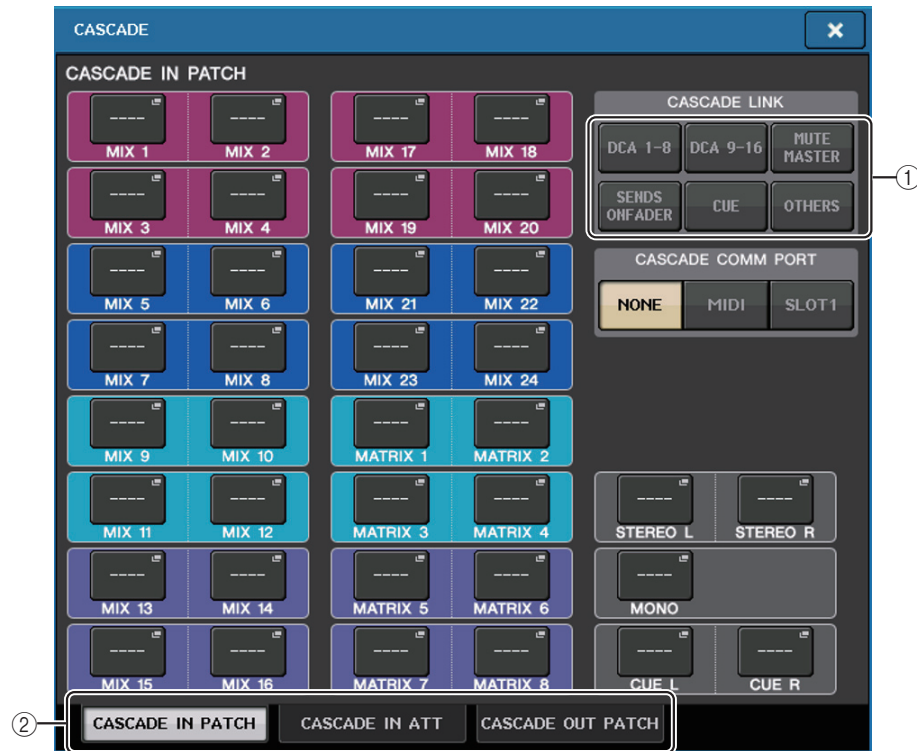 CASCADE
CASCADE IN PATCH
---- ---- ---- ----
MIX 1 MIX 2 MIX 17 MIX 18
---- ---- ---- ----
MIX 3 MIX 4 MIX 19 MIX 20
---- ---- ---- ----
MIX 5 MIX 6 MIX 21 MIX 22
---- ---- ---- ----
MIX 7 MIX 8 MIX 23 MIX 24
---- ---- ---- ----
MIX 9 MIX 10 MATRIX 1 MATRIX 2
---- ---- ---- ----
MIX 11 MIX 12 MATRIX 3 MATRIX 4
---- ---- ---- ----
MIX 13 MIX 14 MATRIX 5 MATRIX 6
---- ---- ---- ----
MIX 15 MIX 16 MATRIX 7 MATRIX 8
CASCADE LINK
DCA 1-8 DCA 9-16 MUTE
MASTER
①
SENDS
ONFADER CUE OTHERS
CASCADE COMM PORT
NONE MIDI SLOT1
---- ----
STEREO L STEREO R
----
MONO
---- ----
CUE L CUE R
② CASCADE IN PATCH CASCADE IN ATT CASCADE OUT PATCH